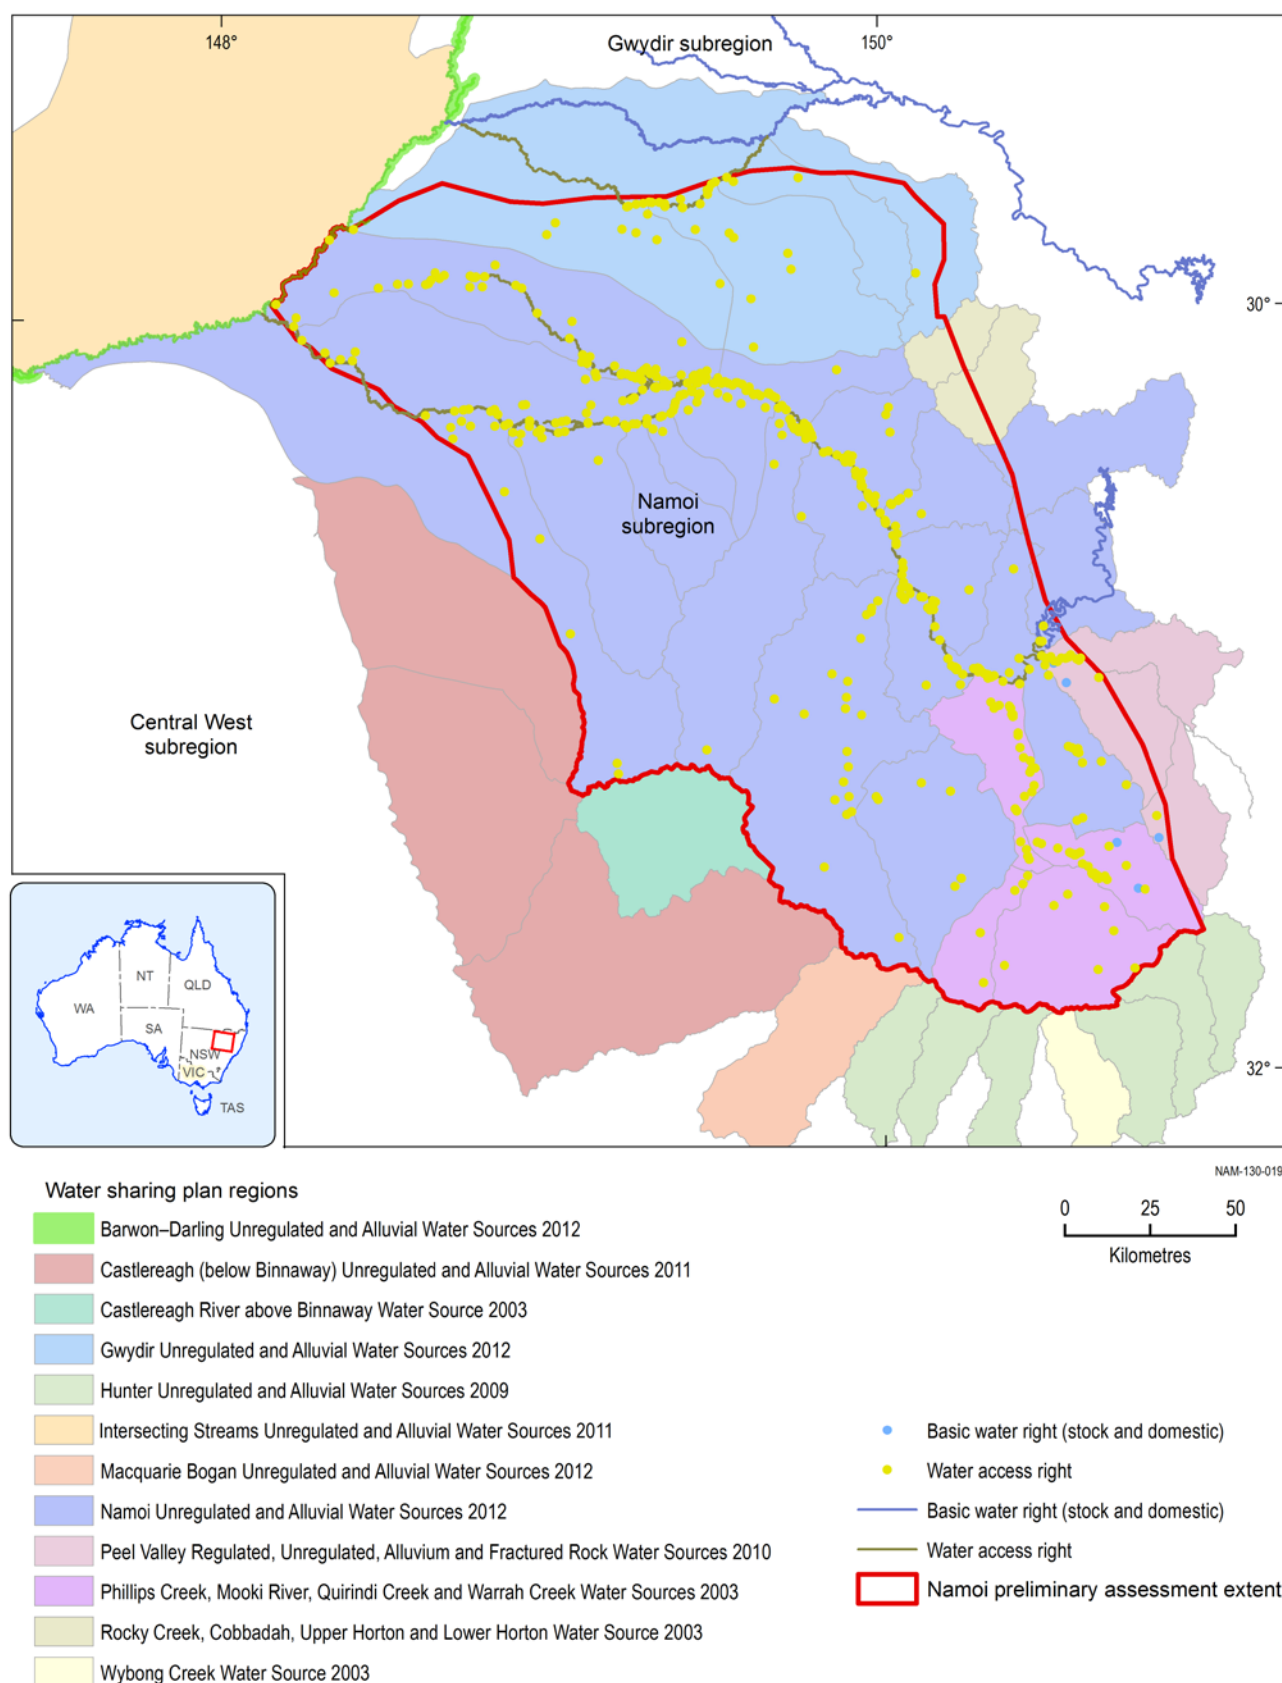 148°
Gwydir subregion
150°
30°
Namoi
subregion
Central West
subregion
32°
WA
NT
QLD
SA
NSW
VIC
TAS
NAM-130-019
Water sharing plan regions
Barwon–Darling Unregulated and Alluvial Water Sources 2012
Castlereagh (below Binnaway) Unregulated and Alluvial Water Sources 2011
Castlereagh River above Binnaway Water Source 2003
Gwydir Unregulated and Alluvial Water Sources 2012
Hunter Unregulated and Alluvial Water Sources 2009
Intersecting Streams Unregulated and Alluvial Water Sources 2011
Macquarie Bogan Unregulated and Alluvial Water Sources 2012
Namoi Unregulated and Alluvial Water Sources 2012
Peel Valley Regulated, Unregulated, Alluvium and Fractured Rock Water Sources 2010
Phillips Creek, Mooki River, Quirindi Creek and Warrah Creek Water Sources 2003
Rocky Creek, Cobbadah, Upper Horton and Lower Horton Water Source 2003
Wybong Creek Water Source 2003
0 25 50
Kilometres
Basic water right (stock and domestic)
Water access right
Basic water right (stock and domestic)
Water access right
Namoi preliminary assessment extent